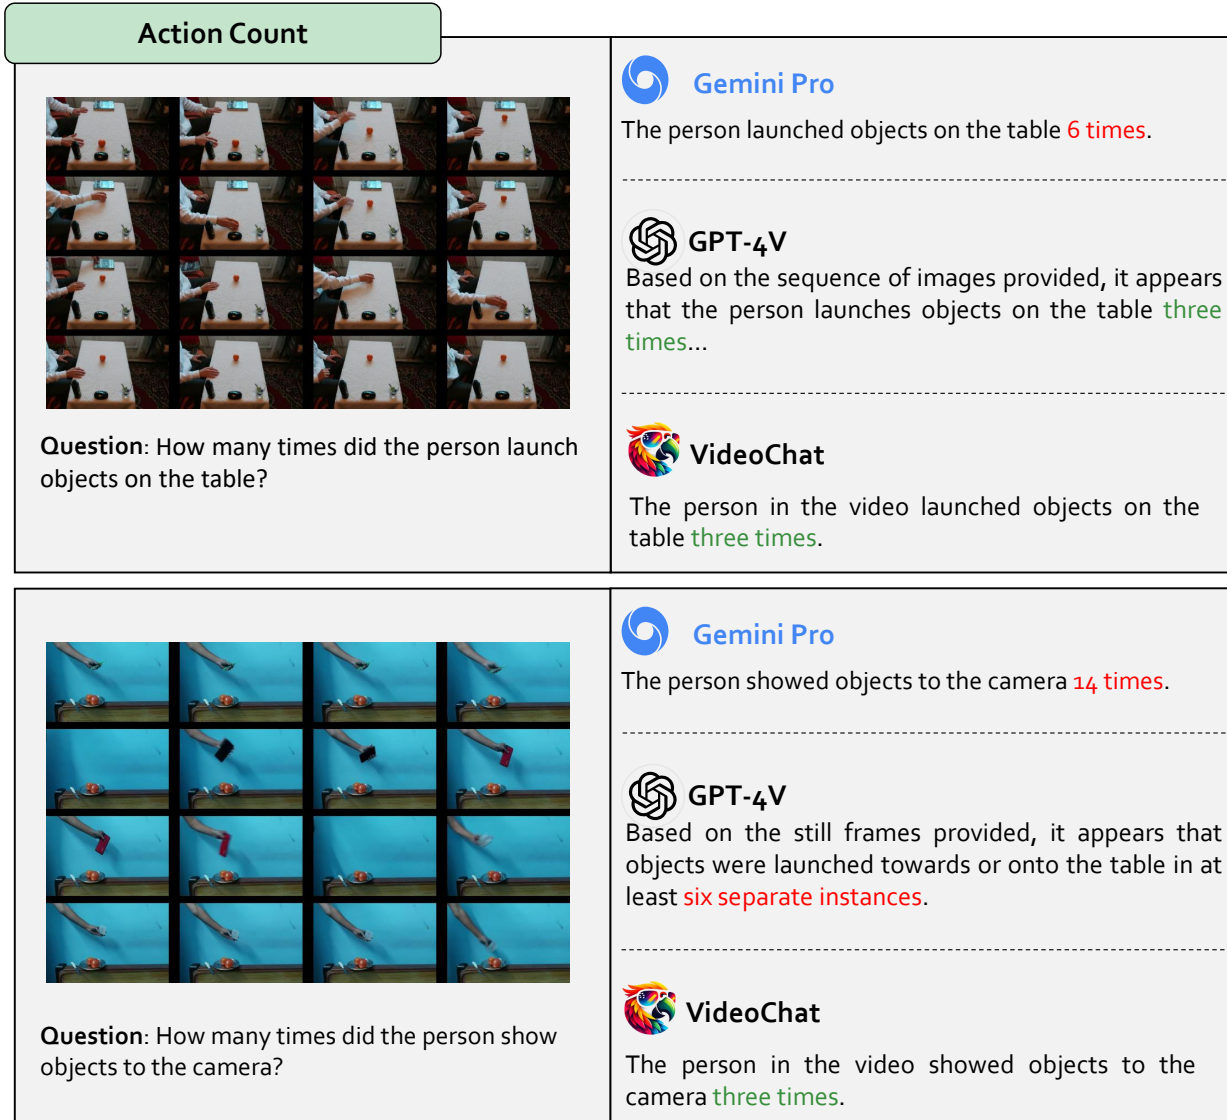 Action Count
Gemini Pro
The person launched objects on the table 6 times.
GPT-4V
Based on the sequence of images provided, it appears
that the person launches objects on the table three
times...
Question: How many times did the person launch
objects on the table?
VideoChat
The person in the video launched objects on the
table three times.
Gemini Pro
The person showed objects to the camera 14 times.
GPT-4V
Based on the still frames provided, it appears that
objects were launched towards or onto the table in at
least six separate instances.
Question: How many times did the person show
objects to the camera?
VideoChat
The person in the video showed objects to the
camera three times.